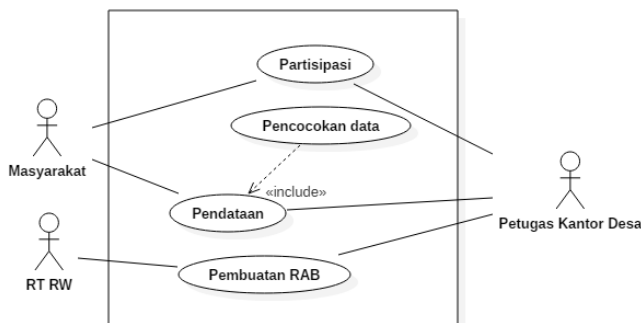 Partisipasi
Pencocokan data
Masyarakat
«include»
Pendataan
Petugas Kantor Desa
Pembuatan RAB
RT RW